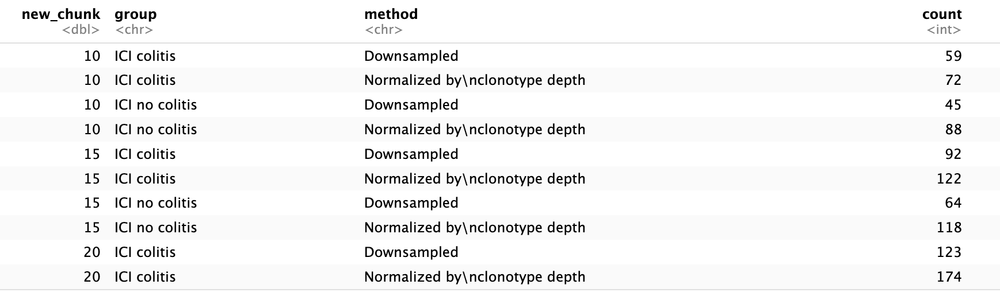 new_chunk group method count
<dbl> <chr> <chr> <int>
10 ICI colitis Downsampled 59
10 ICI colitis Normalized by\nclonotype depth 72
10 ICI no colitis Downsampled 45
10 ICI no colitis Normalized by\nclonotype depth 88
15 ICI colitis Downsampled 92
15 ICI colitis Normalized by\nclonotype depth 122
15 ICI no colitis Downsampled 64
15 ICI no colitis Normalized by\nclonotype depth 118
20 ICI colitis Downsampled 123
20 ICI colitis Normalized by\nclonotype depth 174